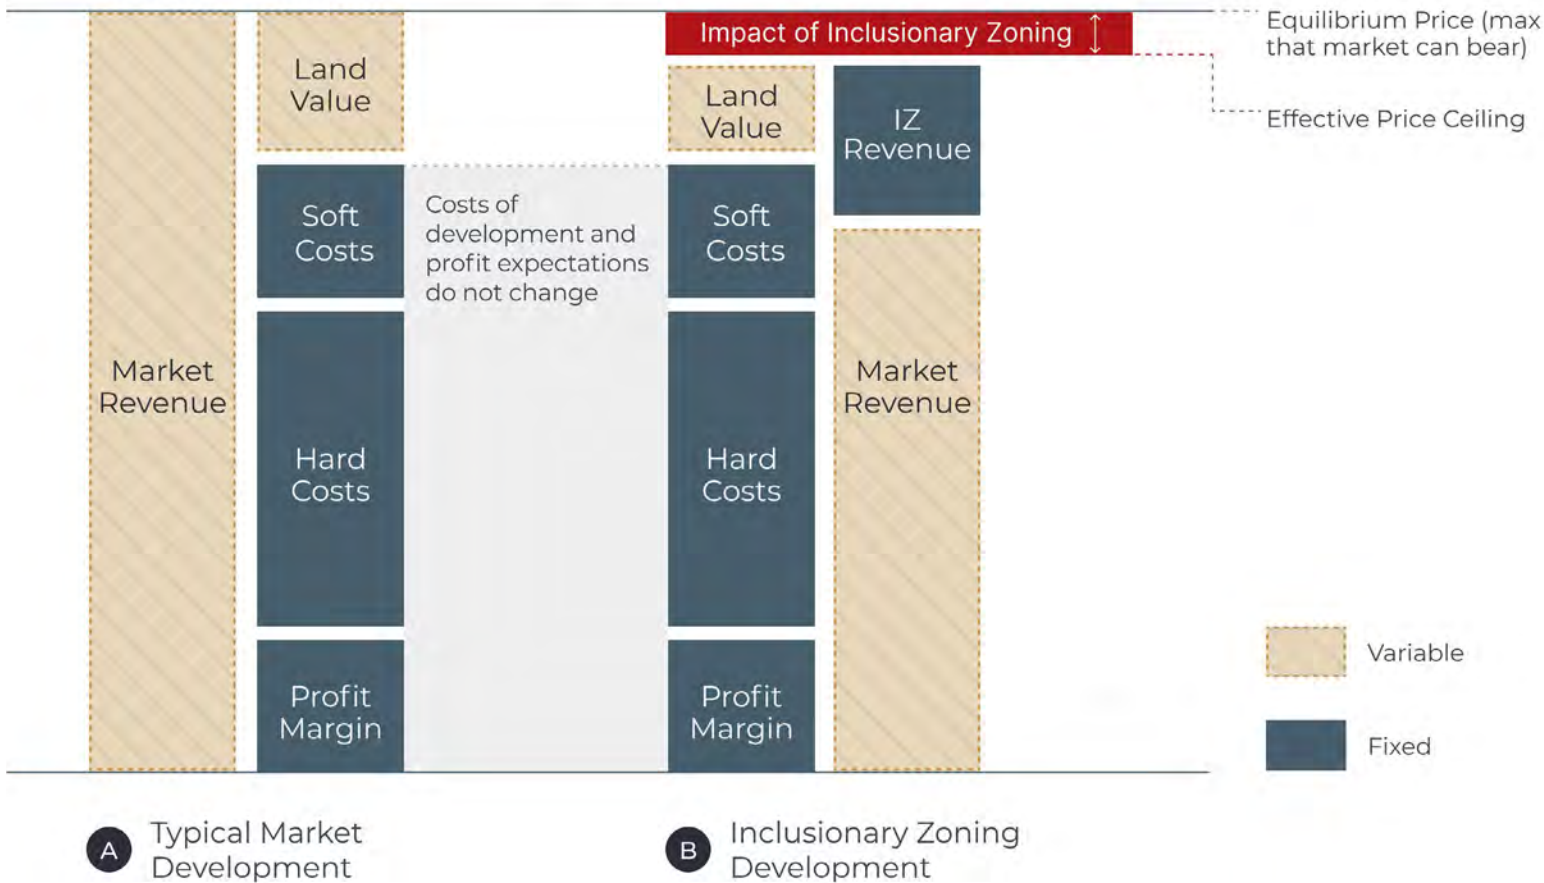 Impact of Inclusionary Zoning
Equilibrium Price (max
that market can bear)
Effective Price Ceiling
Market
Revenue
Land
Value
Soft
Costs
Hard
Costs
Profit
Margin
Costs of
development and
profit expectations
do not change
Land
Value
Soft
Costs
Hard
Costs
Profit
Margin
IZ
Revenue
Market
Revenue
Variable
Fixed
A
Typical Market
Development
B
Inclusionary Zoning
Development